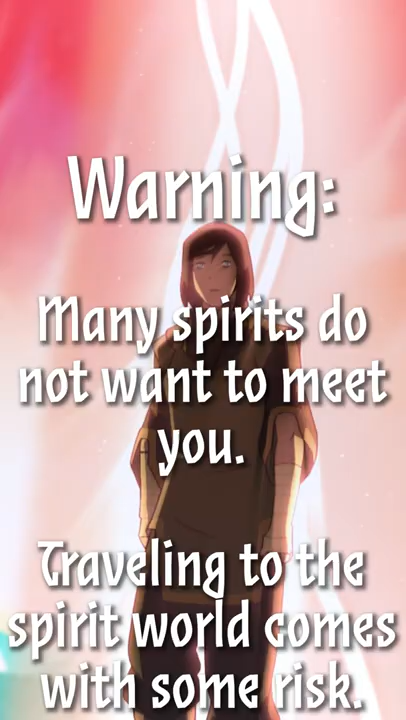 Warning:
Many spirits do
not want to meet
you.
Traveling to the
spirit world comes
with some risk.